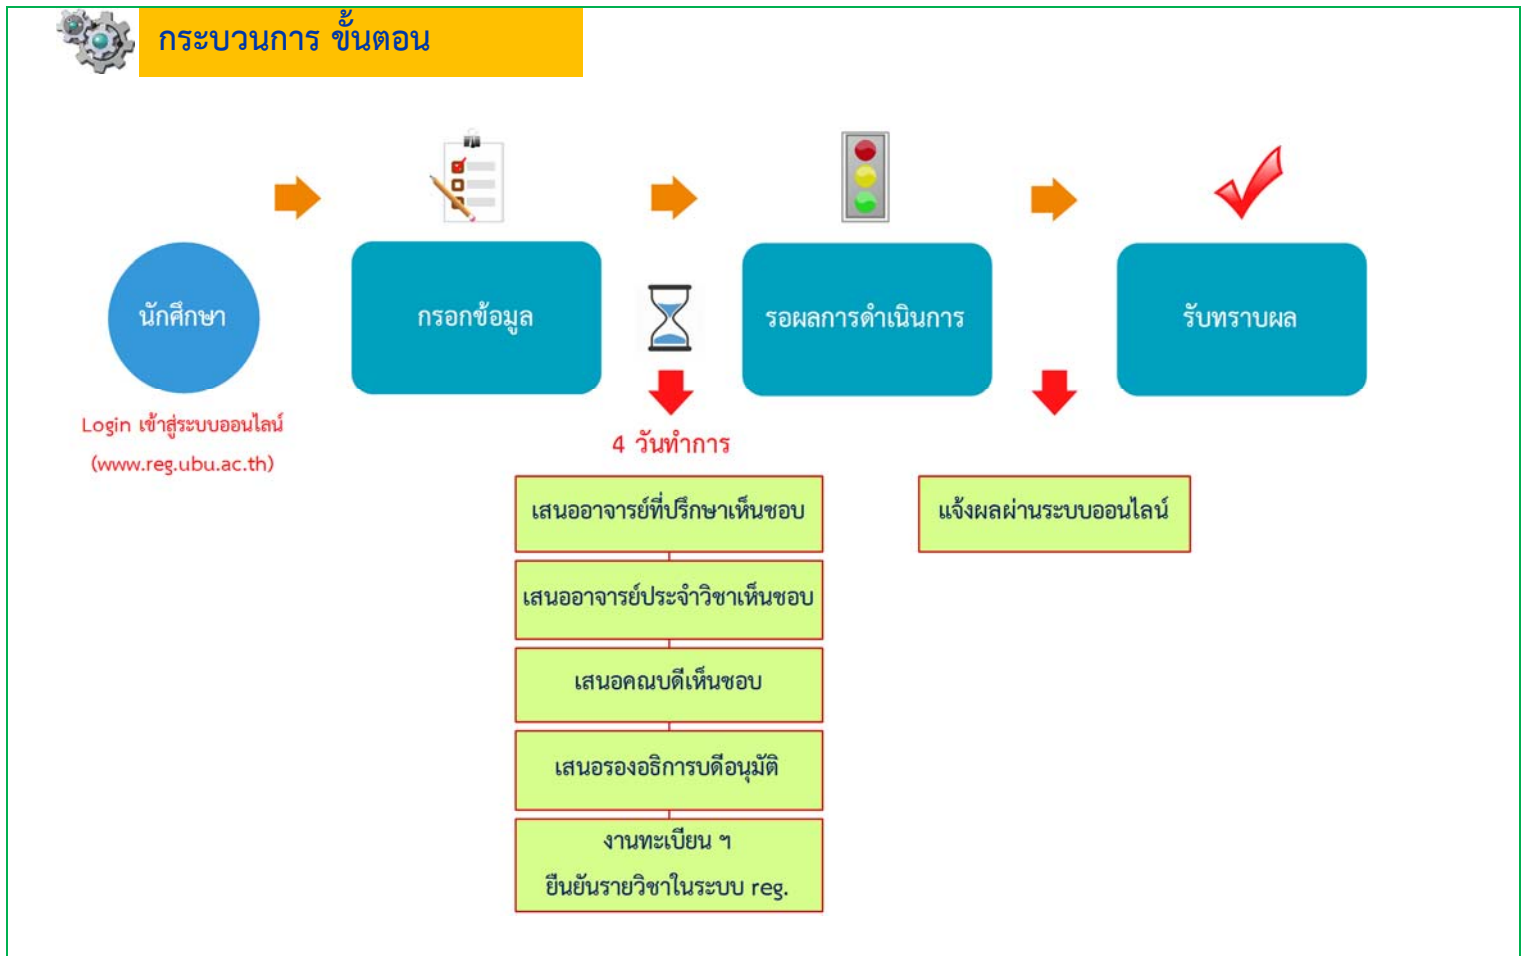 กระบวนการ ขั้นตอน
นักศึกษา
กรอกข้อมูล
รอผลการดำเนินการ
รับทราบผล
Login เข้าสู่ระบบออนไลน์
(www.reg.ubu.ac.th)
4 วันทำการ
เสนออาจารย์ที่ปรึกษาเห็นชอบ
แจ้งผลผ่านระบบออนไลน์
เสนออาจารย์ประจำวิชาเห็นชอบ
เสนอคณบดีเห็นชอบ
เสนอรองอธิการบดีอนุมัติ
งานทะเบียน ฯ
ยืนยันรายวิชาในระบบ reg.